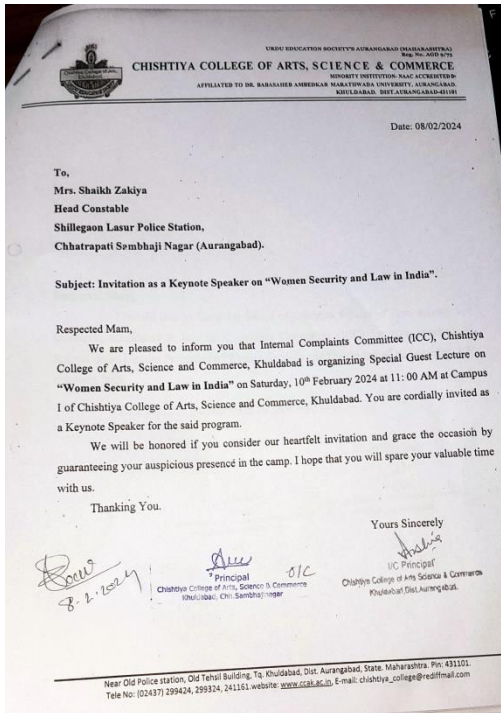 URDU EDUCATION SOCIETY'S AURANGABAD (MAHARASHTRA)
Reg. No. AGD 6/72
CHISHTIYA COLLEGE OF ARTS, SCIENCE & COMMERCE
MINORITY INSTITUTION- NAAC ACCREDITED B
AFFILIATED TO DR. BABASAHEB AMBEDKAR MARATHWADA UNIVERSITY, AURANGABAD.
KHULDABAD, DIST.AURANGABAD-431101
Date: 08/02/2024
To,
Mrs. Shaikh Zakiya
Head Constable
Shillegaon Lasur Police Station,
Chhatrapati Sambhaji Nagar (Aurangabad).
Subject: Invitation as a Keynote Speaker on “Women Security and Law in India”.
Respected Mam,
We are pleased to inform you that Internal Complaints Committee (ICC), Chishtiya
College of Arts, Science and Commerce, Khuldabad is organizing Special Guest Lecture on
“Women Security and Law in India” on Saturday, 10th February 2024 at 11: 00 AM at Campus
I of Chishtiya College of Arts, Science and Commerce, Khuldabad. You are cordially invited as
a Keynote Speaker for the said program.
We will be honored if you consider our heartfelt invitation and grace the occasion by
guaranteeing your auspicious presence in the camp. I hope that you will spare your valuable time
with us.
Thanking You.
Yours Sincerely
8-2-2024
Principal
O/C
Chishtiya College of Arts, Science & Commerce
Khuldabad, Chh.Sambhajinagar
I/C Principal
Chishtiya College of Arts Science & Commerce
Khuldabad,Dist.Aurangabad.
Near Old Police station, Old Tehsil Building, Tq. Khuldabad, Dist. Aurangabad, State. Maharashtra. Pin: 431101.
Tele No: (02437) 299424, 299324, 241161.website: www.ccak.ac.in, E-mail: chishtiya_college@rediffmail.com